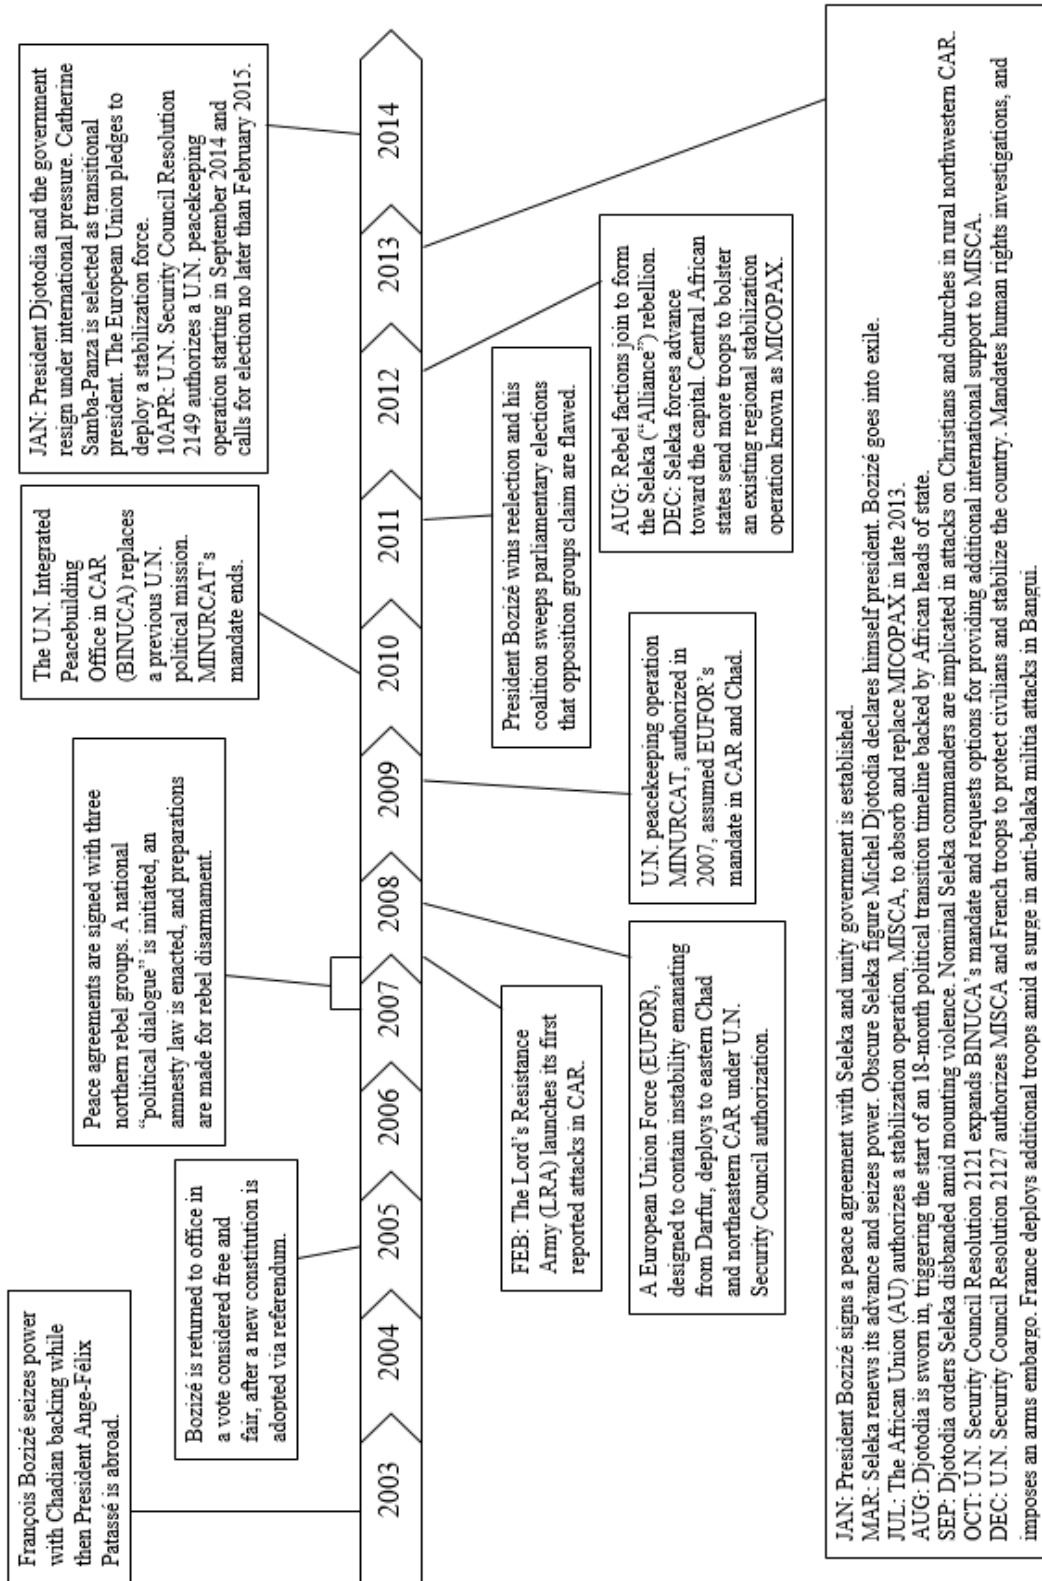 François Bozizé seizes power
with Chadian backing while
then President Ange-Félix
Patassé is abroad.
Bozizé is returned to office in
a vote considered free and
fair, after a new constitution is
adopted via referendum.
Peace agreements are signed with three
northern rebel groups. A national
“political dialogue” is initiated, an
amnesty law is enacted, and preparations
are made for rebel disarmament.
The U.N. Integrated
Peacebuilding
Office in CAR
(BINUCA) replaces
a previous U.N.
political mission.
MINURCAT’s
mandate ends.
JAN: President Djotodia and the government
resign under international pressure. Catherine
Samba-Panza is selected as transitional
president. The European Union pledges to
deploy a stabilization force.
10APR: U.N. Security Council Resolution
2149 authorizes a U.N. peacekeeping
operation starting in September 2014 and
calls for election no later than February 2015.
2003
2004
2005
2006
2007
2008
2009
2010
2011
2012
2013
2014
FEB: The Lord’s Resistance
Army (LRA) launches its first
reported attacks in CAR.
A European Union Force (EUFOR),
designed to contain instability emanating
from Darfur, deploys to eastern Chad
and northeastern CAR under U.N.
Security Council authorization.
U.N. peacekeeping operation
MINURCAT, authorized in
2007, assumed EUFOR’s
mandate in CAR and Chad.
President Bozizé wins reelection and his
coalition sweeps parliamentary elections
that opposition groups claim are flawed.
AUG: Rebel factions join to form
the Seleka (“Alliance”) rebellion.
DEC: Seleka forces advance
toward the capital. Central African
states send more troops to bolster
an existing regional stabilization
operation known as MICOPAX.
JAN: President Bozizé signs a peace agreement with Seleka and unity government is established.
MAR: Seleka renews its advance and seizes power. Obscure Seleka figure Michel Djotodia declares himself president. Bozizé goes into exile.
JUL: The African Union (AU) authorizes a stabilization operation, MISCA, to absorb and replace MICOPAX in late 2013.
AUG: Djotodia is sworn in, triggering the start of an 18-month political transition timeline backed by African heads of state.
SEP: Djotodia orders Seleka disbanded amid mounting violence. Nominal Seleka commanders are implicated in attacks on Christians and churches in rural northwestern CAR.
OCT: U.N. Security Council Resolution 2121 expands BINUCA’s mandate and requests options for providing additional international support to MISCA.
DEC: U.N. Security Council Resolution 2127 authorizes MISCA and French troops to protect civilians and stabilize the country. Mandates human rights investigations, and
imposes an arms embargo. France deploys additional troops amid a surge in anti-balaka militia attacks in Bangui.